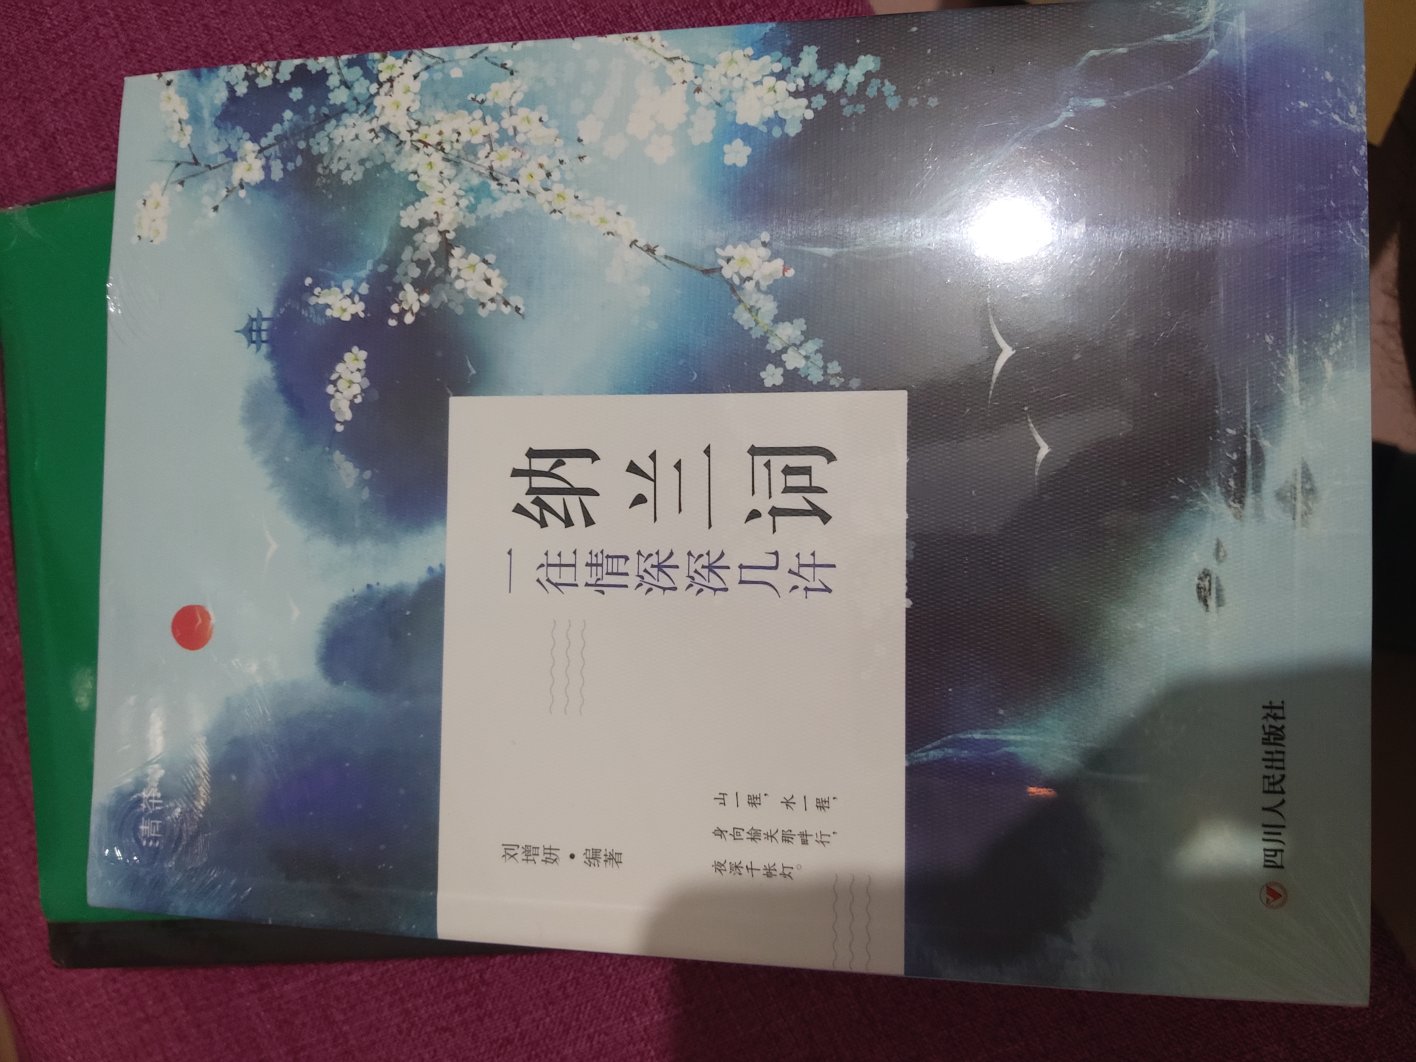 纳兰词
一往情深深几许
山一程，水一程，
身向榆关那畔行，
夜深千帐灯。
刘增妍·编著
四川人民出版社